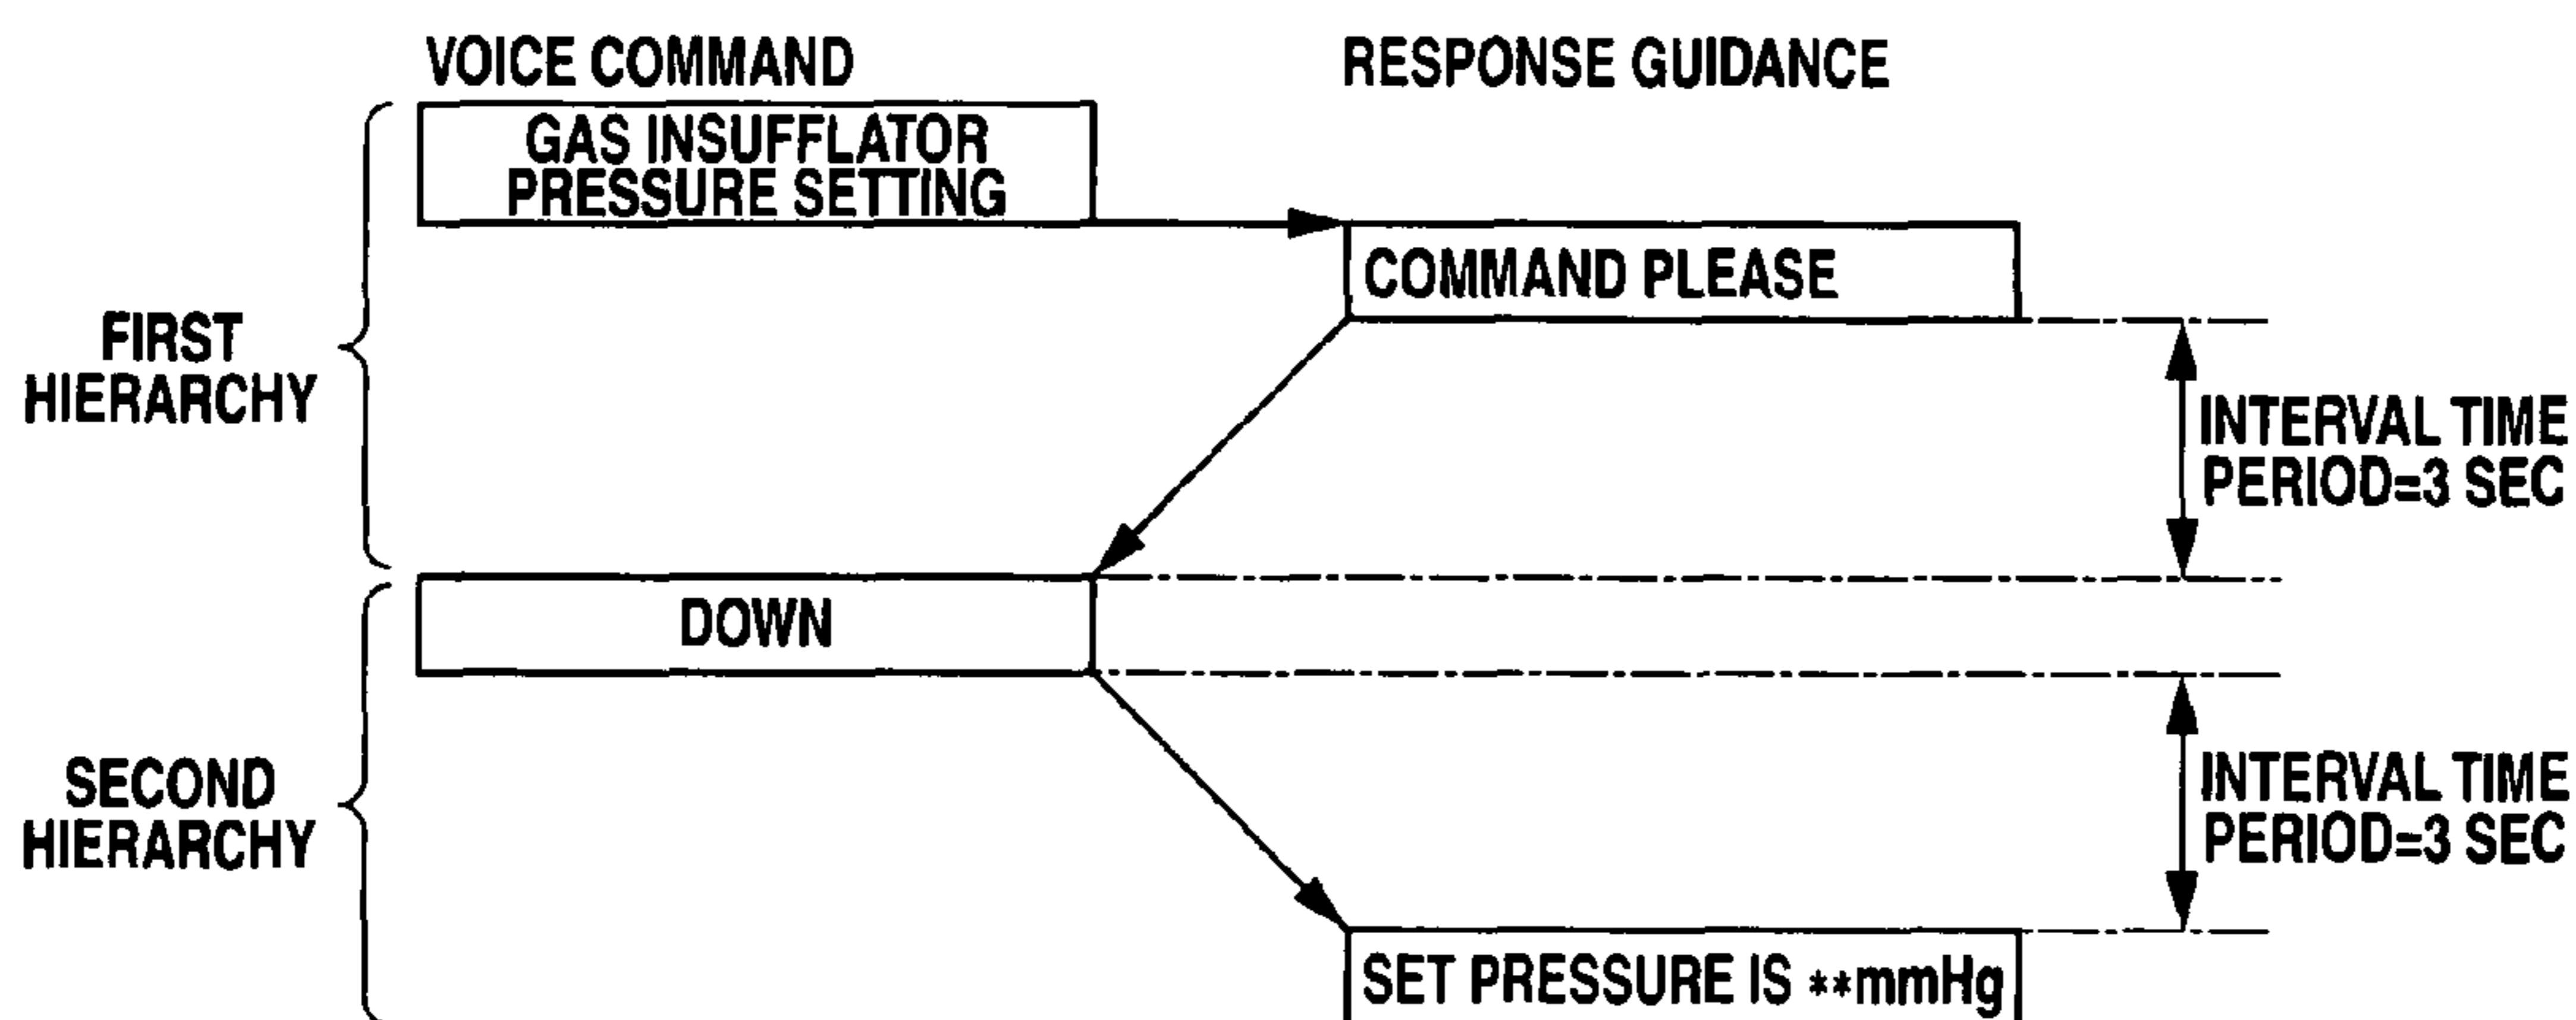 VOICE COMMAND
RESPONSE GUIDANCE
GAS INSUFFLATOR
PRESSURE SETTING
COMMAND PLEASE
FIRST
HIERARCHY
INTERVAL TIME
PERIOD=3 SEC
DOWN
SECOND
HIERARCHY
INTERVAL TIME
PERIOD=3 SEC
SET PRESSURE IS **mmHg